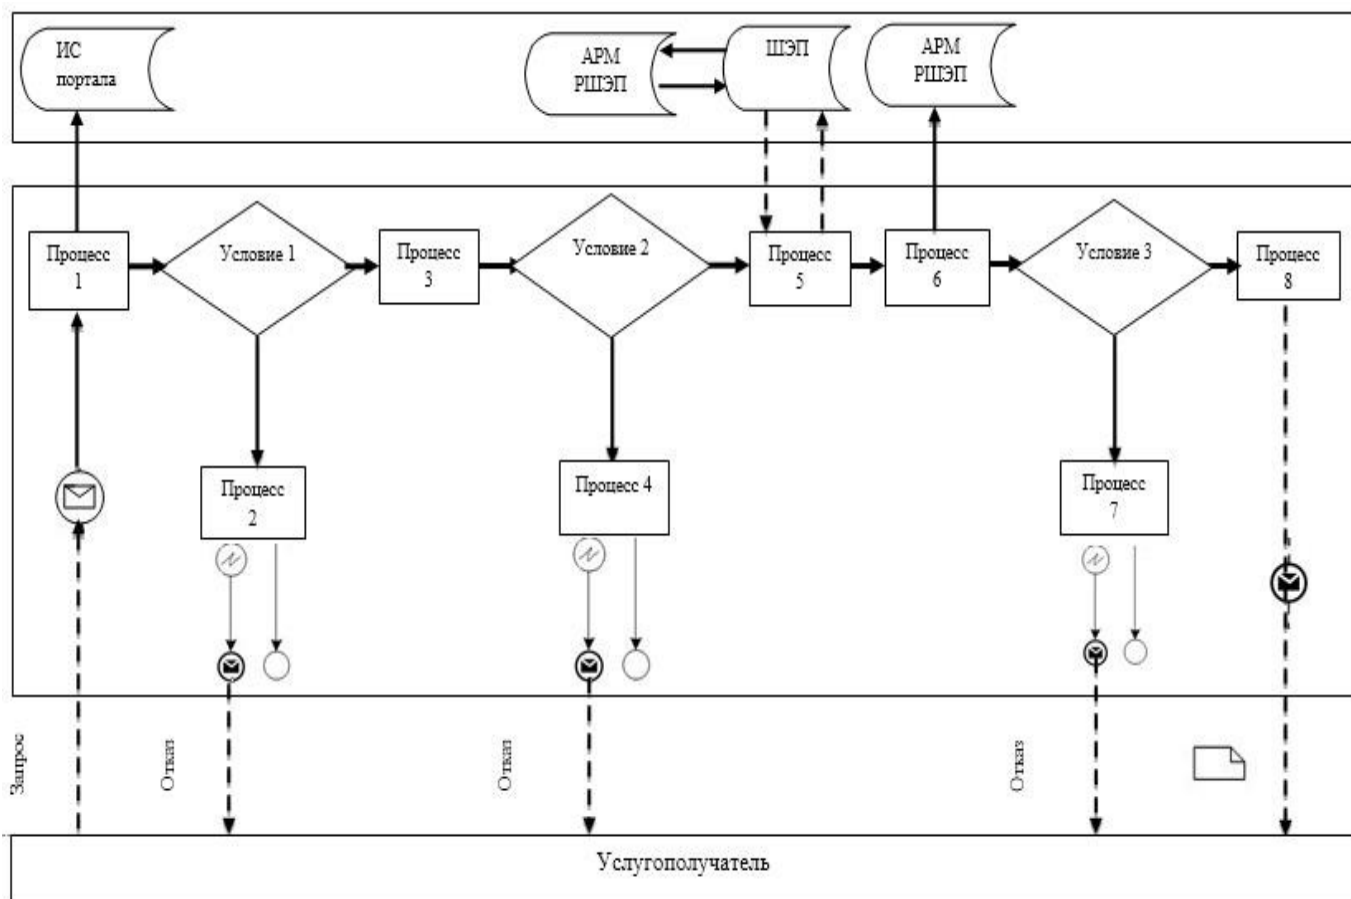 ИС
портала
АРМ
РШЭП
ШЭП
АРМ
РШЭП
Процесс
1
Условие 1
Процесс
3
Условие 2
Процесс
5
Процесс
6
Условие 3
Процесс
8
Процесс
2
Процесс 4
Процесс
7
Запрос
Отказ
Отказ
Отказ
Услугополучатель